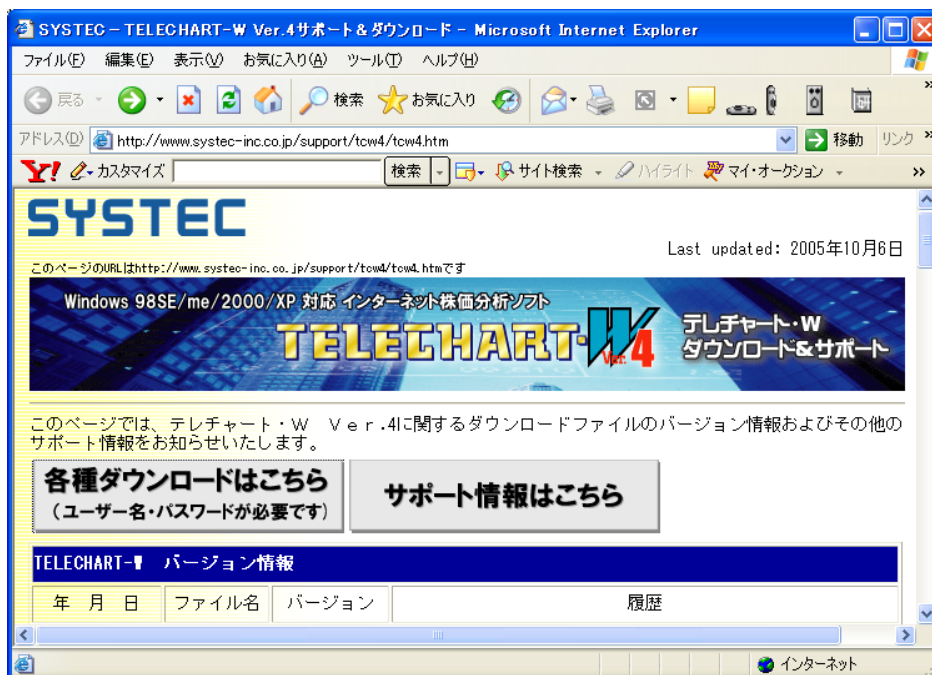 SYSTEC - TELECHART-W Ver.4サポート&ダウンロード - Microsoft Internet Explorer
ファイル(F) 編集(E) 表示(V) お気に入り(A) ツール(T) ヘルプ(H)
戻る 検索 お気に入り
アドレス(D) http://www.systec-inc.co.jp/support/tcw4/tcw4.htm 移動 リンク
Y! カスタマイズ 検索 サイト検索 ハイライト マイ・オークション
SYSTEC
Last updated: 2005年10月6日
このページのURLはhttp://www.systec-inc.co.jp/support/tcw4/tcw4.htmです
Windows 98SE/me/2000/XP 対応 インターネット株価分析ソフト
TELECHART-W Ver.4
テレチャート・W
ダウンロード&サポート
このページでは、テレチャート・W Ver.4に関するダウンロードファイルのバージョン情報およびその他の
サポート情報をお知らせいたします。
各種ダウンロードはこちら
(ユーザー名・パスワードが必要です)
サポート情報はこちら
TELECHART-W バージョン情報
年 月 日 ファイル名 バージョン 履歴
インターネット